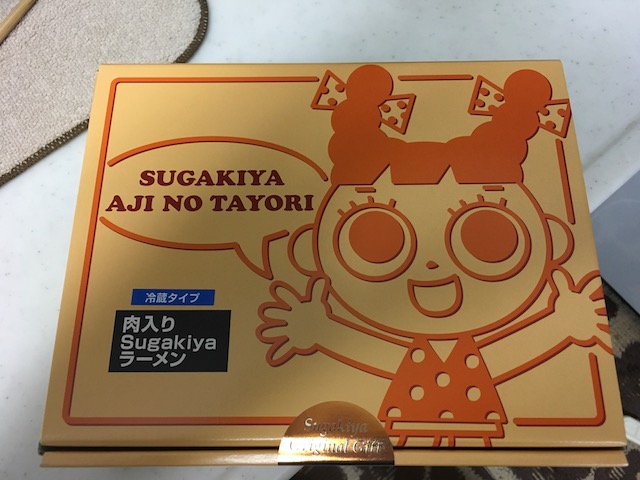 SUGAKIYA
AJI NO TAYORI
冷蔵タイプ
肉入り
Sugakiya
ラーメン
Sugakiya
Original Gift